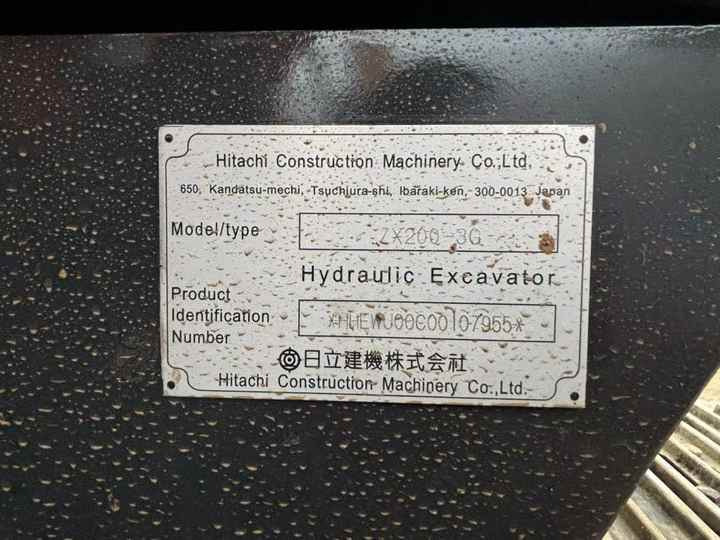 Hitachi Construction Machinery Co.,Ltd.
650, Kandatsu-machi, Tsuchiura-shi, Ibaraki-ken, 300-0013 Japan
Model/type ZX200-3G
Hydraulic Excavator
Product
Identification
Number
日立建機株式会社
Hitachi Construction Machinery Co.,Ltd.